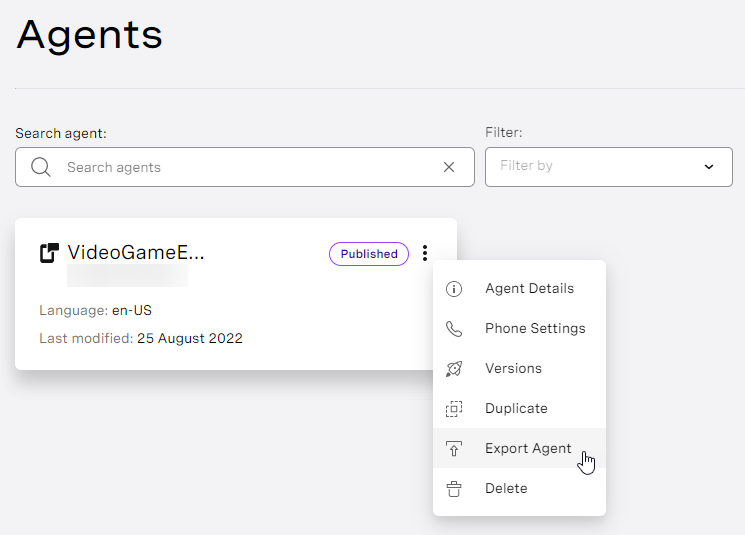 Agents
Search agent:
Filter:
Search agents
Filter by
VideoGameE...
Published
Language: en-US
Last modified: 25 August 2022
Agent Details
Phone Settings
Versions
Duplicate
Export Agent
Delete